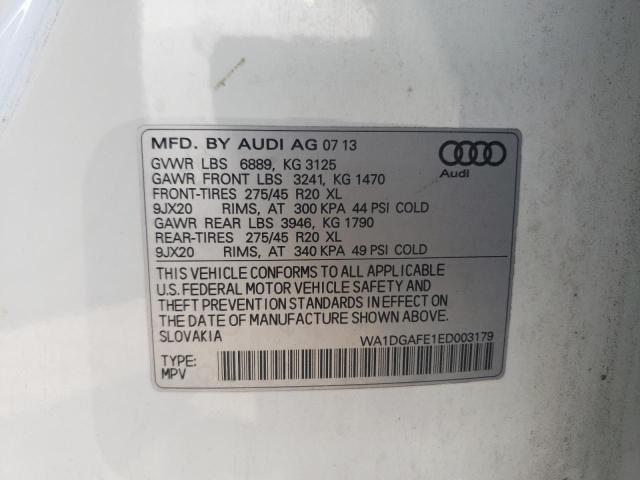 MFD. BY AUDI AG 07 13
GVWR LBS 6889, KG 3125
GAWR FRONT LBS 3241, KG 1470
FRONT-TIRES 275/45 R20 XL
9JX20 RIMS, AT 300 KPA 44 PSI COLD
GAWR REAR LBS 3946, KG 1790
REAR-TIRES 275/45 R20 XL
9JX20 RIMS, AT 340 KPA 49 PSI COLD
Audi
THIS VEHICLE CONFORMS TO ALL APPLICABLE
U.S. FEDERAL MOTOR VEHICLE SAFETY AND
THEFT PREVENTION STANDARDS IN EFFECT ON
THE DATE OF MANUFACTURE SHOWN ABOVE.
SLOVAKIA
WA1DGAFE1ED003179
TYPE:
MPV